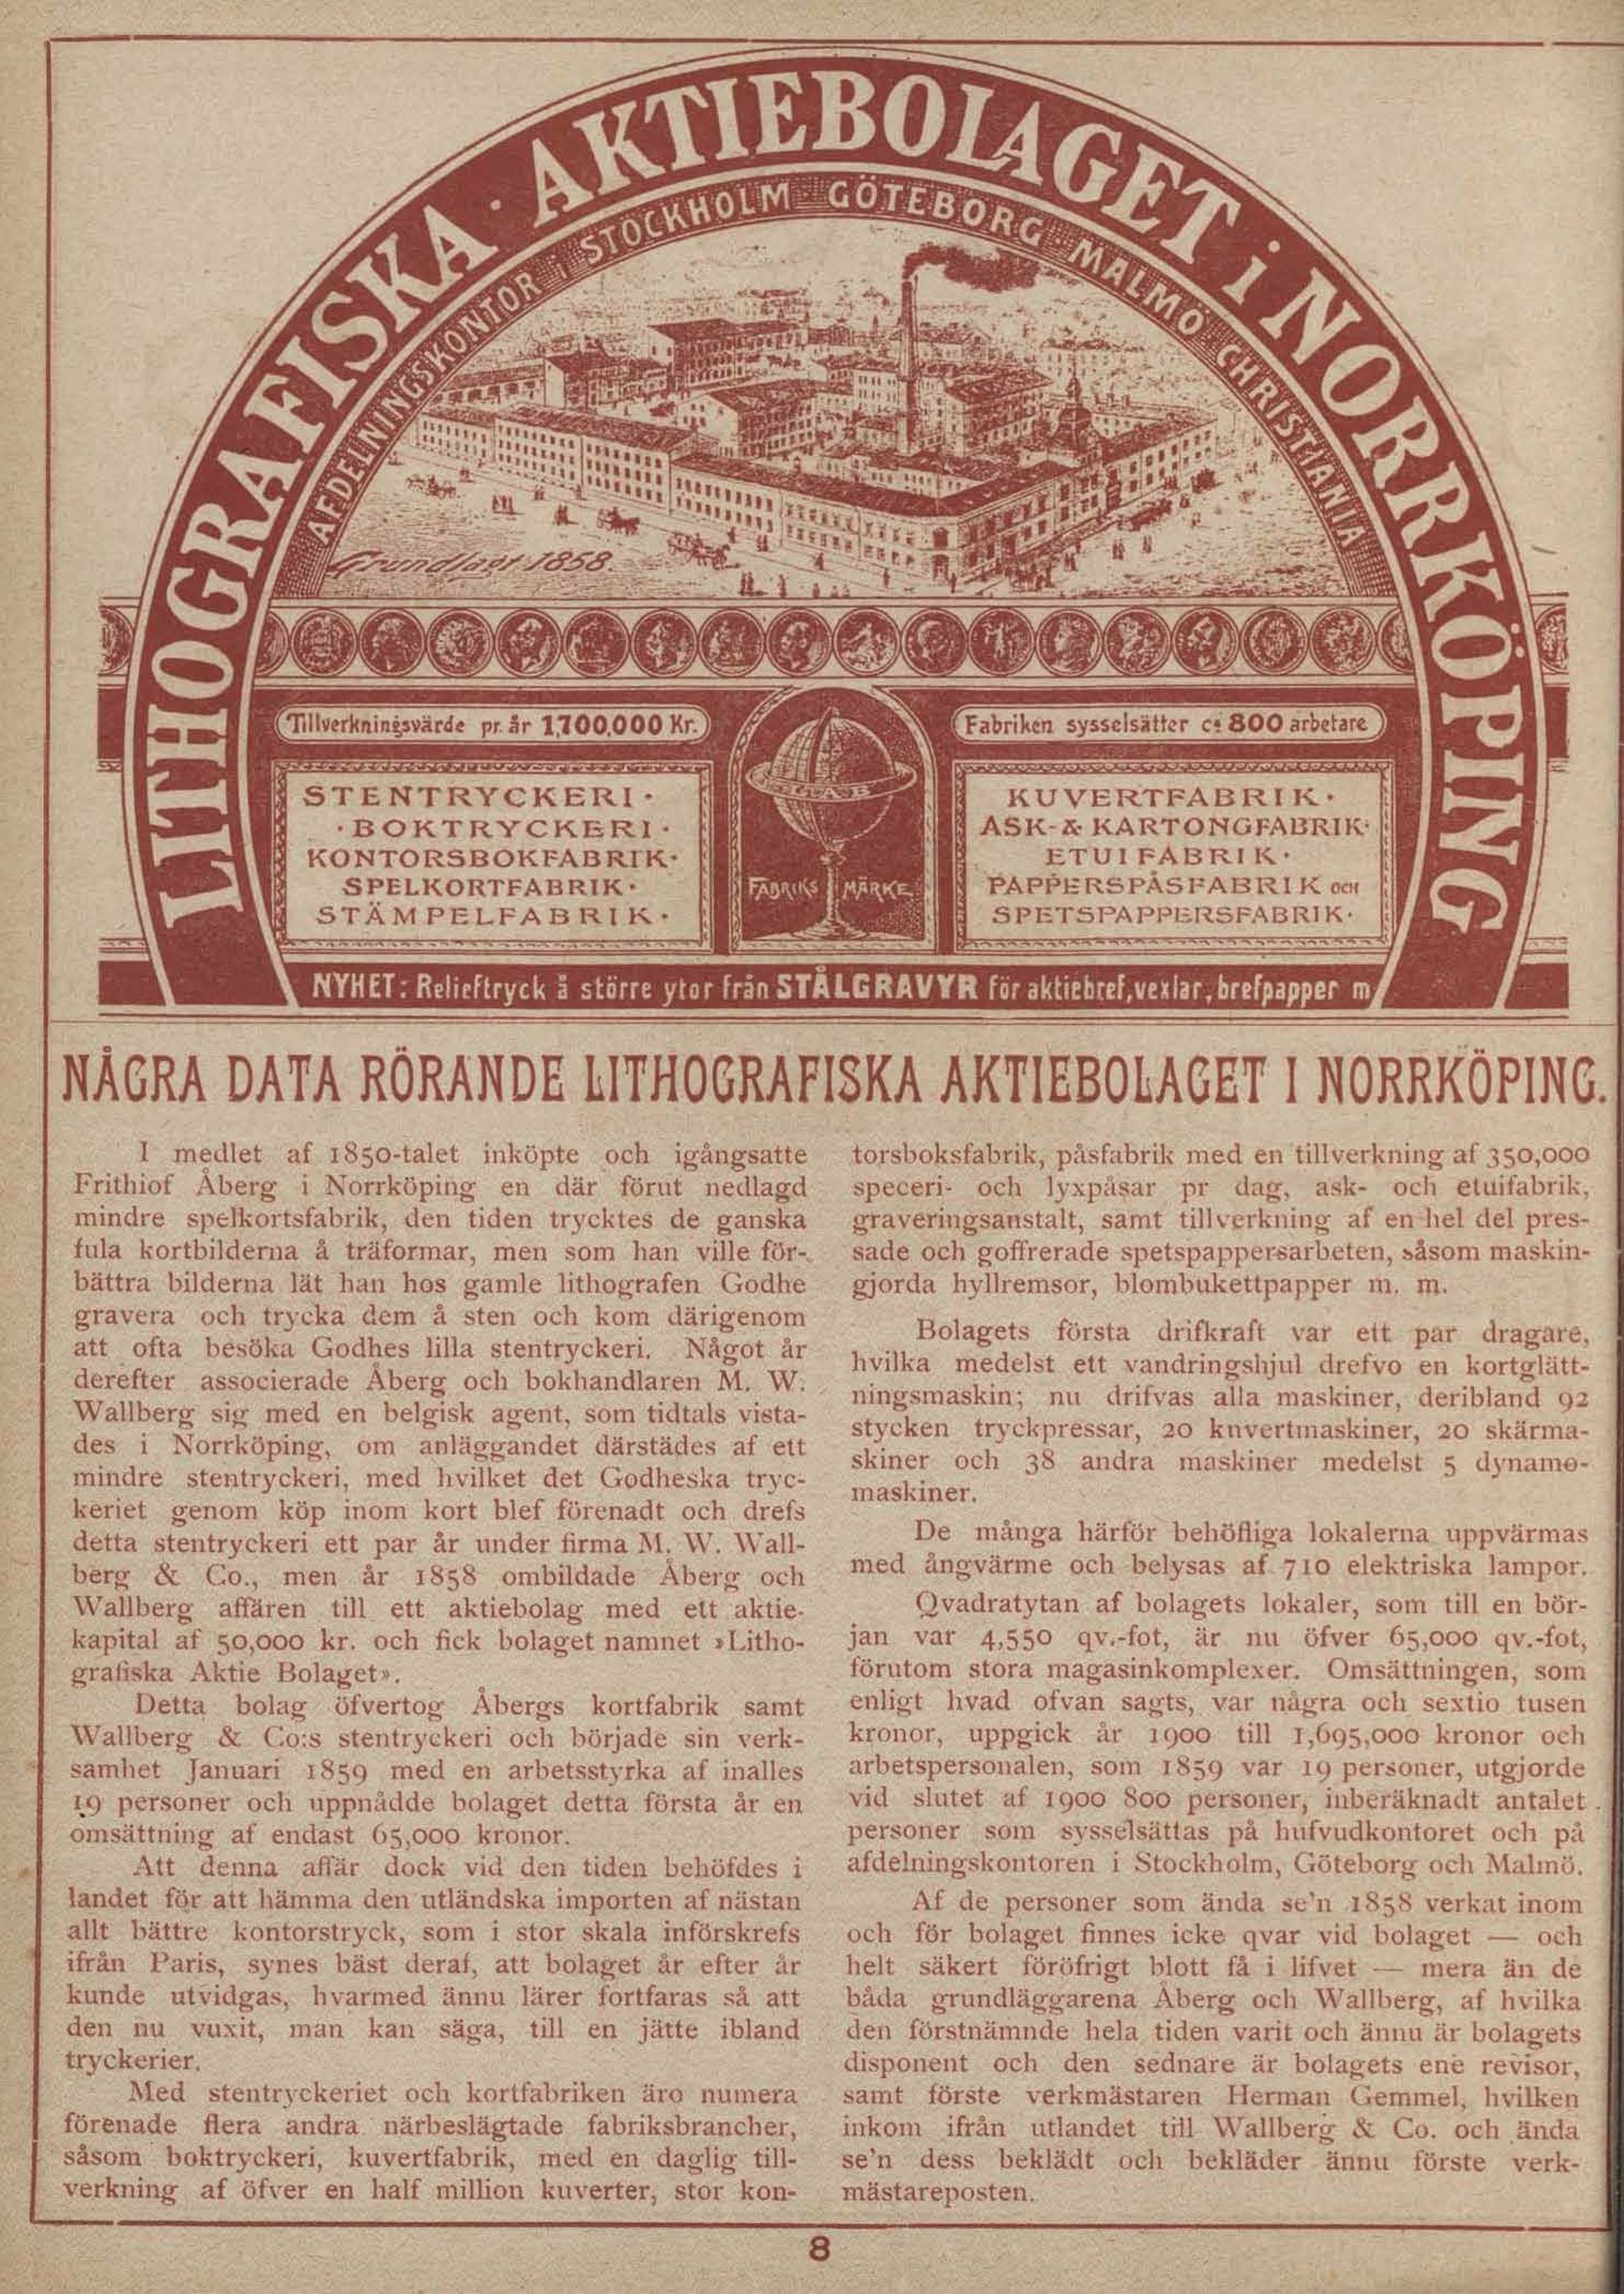 LITHOGRAFISKA · AKTIEBOLAGET i NORRKÖPING
AFDELNINGSKONTOR i STOCKHOLM GÖTEBORG MALMÖ CHRISTIANIA
Grundlagt 1858.
Tillverkningsvärde pr. år 1,700,000 Kr.
STENTRYCKERI ·
· BOKTRYCKERI ·
KONTORSBOKFABRIK ·
SPELKORTFABRIK ·
STÄMPELFABRIK ·
L I T A B
FABRIKS MÄRKE
Fabriken sysselsätter c:a 800 arbetare
KUVERTFABRIK ·
ASK- & KARTONGFABRIK ·
ETUIFABRIK ·
PAPPERSPÅSFABRIK OCH
SPETSPAPPERSFABRIK ·
NYHET: Relieftryck å större ytor från STÅLGRAVYR för aktiebref, vexlar, brefpapper m
NÅGRA DATA RÖRANDE LITHOGRAFISKA AKTIEBOLAGET I NORRKÖPING.
I medlet af 1850-talet inköpte och igångsatte
Frithiof Åberg i Norrköping en där förut nedlagd
mindre spelkortsfabrik, den tiden trycktes de ganska
fula kortbilderna å träformar, men som han ville för-
bättra bilderna lät han hos gamle lithografen Godhe
gravera och trycka dem å sten och kom därigenom
att ofta besöka Godhes lilla stentryckeri. Något år
derefter associerade Åberg och bokhandlaren M. W.
Wallberg sig med en belgisk agent, som tidtals vista-
des i Norrköping, om anläggandet därstädes af ett
mindre stentryckeri, med hvilket det Godheska tryc-
keriet genom köp inom kort blef förenadt och drefs
detta stentryckeri ett par år under firma M. W. Wall-
berg & Co., men år 1858 ombildade Åberg och
Wallberg affären till ett aktiebolag med ett aktie-
kapital af 50,000 kr. och fick bolaget namnet »Litho-
grafiska Aktie Bolaget».
Detta bolag öfvertog Åbergs kortfabrik samt
Wallberg & Co:s stentryckeri och började sin verk-
samhet Januari 1859 med en arbetsstyrka af inalles
19 personer och uppnådde bolaget detta första år en
omsättning af endast 65,000 kronor.
Att denna affär dock vid den tiden behöfdes i
landet för att hämma den utländska importen af nästan
allt bättre kontorstryck, som i stor skala införskrefs
ifrån Paris, synes bäst deraf, att bolaget år efter år
kunde utvidgas, hvarmed ännu lärer fortfaras så att
den nu vuxit, man kan säga, till en jätte ibland
tryckerier.
Med stentryckeriet och kortfabriken äro numera
förenade flera andra närbeslägtade fabriksbrancher,
såsom boktryckeri, kuvertfabrik, med en daglig till-
verkning af öfver en half million kuverter, stor kon-
torsboksfabrik, påsfabrik med en tillverkning af 350,000
speceri- och lyxpåsar pr dag, ask- och etuifabrik,
graveringsanstalt, samt tillverkning af en hel del pres-
sade och goffrerade spetspappersarbeten, såsom maskin-
gjorda hyllremsor, blombukettpapper m. m.
Bolagets första drifkraft var ett par dragare,
hvilka medelst ett vandringshjul drefvo en kortglätt-
ningsmaskin; nu drifvas alla maskiner, deribland 92
stycken tryckpressar, 20 knvertmaskiner, 20 skärma-
skiner och 38 andra maskiner medelst 5 dynamo-
maskiner.
De många härför behöfliga lokalerna uppvärmas
med ångvärme och belysas af 710 elektriska lampor.
Qvadratytan af bolagets lokaler, som till en bör-
jan var 4,550 qv.-fot, är nu öfver 65,000 qv.-fot,
förutom stora magasinkomplexer. Omsättningen, som
enligt hvad ofvan sagts, var några och sextio tusen
kronor, uppgick år 1900 till 1,695,000 kronor och
arbetspersonalen, som 1859 var 19 personer, utgjorde
vid slutet af 1900 800 personer, inberäknadt antalet
personer som sysselsättas på hufvudkontoret och på
afdelningskontoren i Stockholm, Göteborg och Malmö.
Af de personer som ända se'n 1858 verkat inom
och för bolaget finnes icke qvar vid bolaget — och
helt säkert föröfrigt blott få i lifvet — mera än de
båda grundläggarena Åberg och Wallberg, af hvilka
den förstnämnde hela tiden varit och ännu är bolagets
disponent och den sednare är bolagets ene revisor,
samt förste verkmästaren Herman Gemmel, hvilken
inkom ifrån utlandet till Wallberg & Co. och ända
se'n dess beklädt och bekläder ännu förste verk-
mästareposten.
8